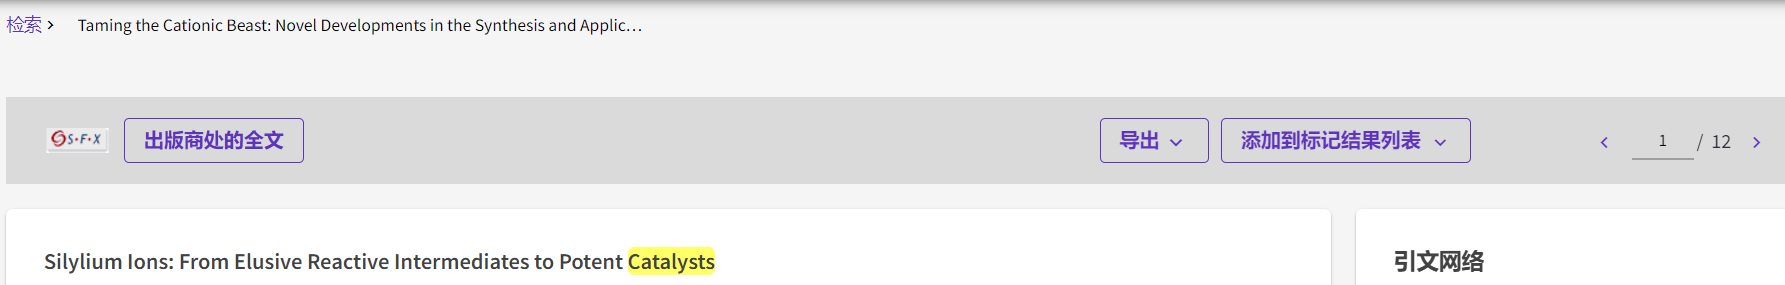 检索 > Taming the Cationic Beast: Novel Developments in the Synthesis and Applic...
S·F·X 出版商处的全文 导出 添加到标记结果列表 < 1 / 12 >
Silylium Ions: From Elusive Reactive Intermediates to Potent Catalysts 引文网络